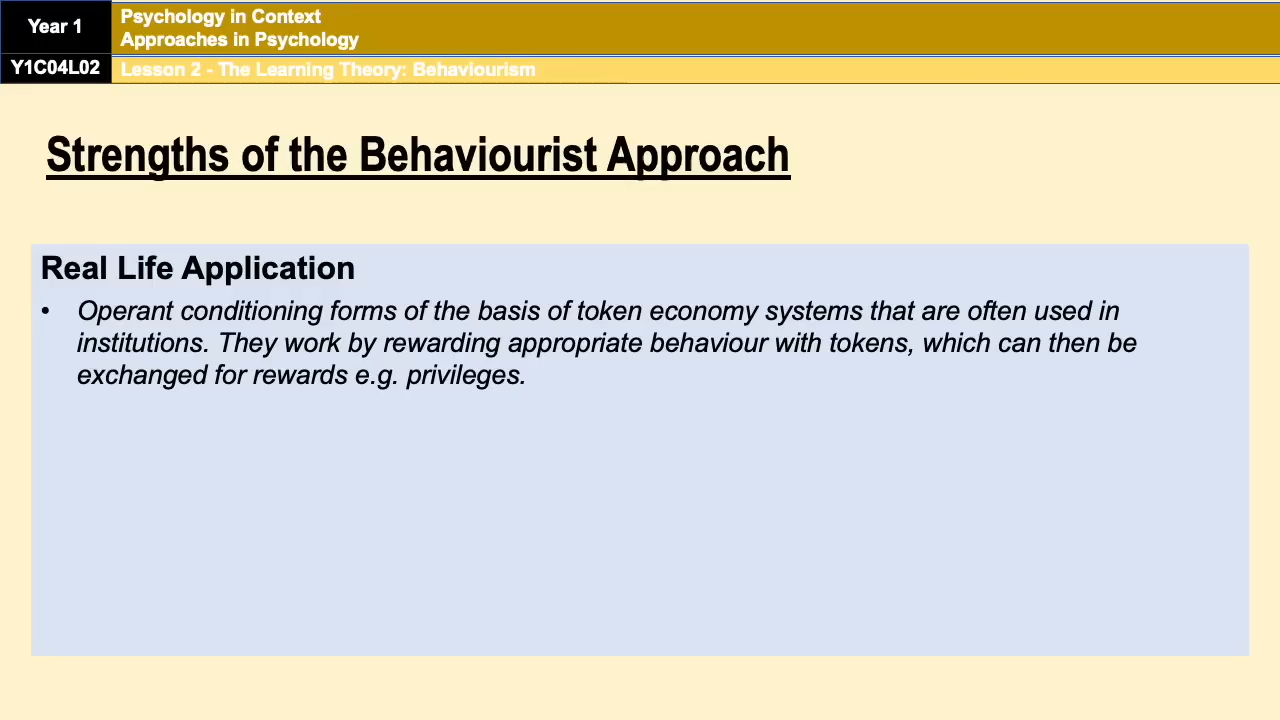 Year 1
Psychology in Context
Approaches in Psychology
Y1C04L02
Lesson 2 - The Learning Theory: Behaviourism
Strengths of the Behaviourist Approach
Real Life Application
• Operant conditioning forms of the basis of token economy systems that are often used in
institutions. They work by rewarding appropriate behaviour with tokens, which can then be
exchanged for rewards e.g. privileges.